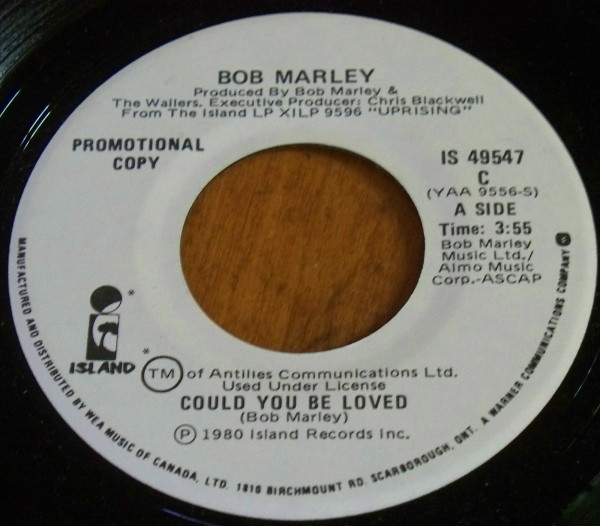 BOB MARLEY
Produced By Bob Marley &
The Wailers. Executive Producer: Chris Blackwell
From The Island LP XILP 9596 "UPRISING"
PROMOTIONAL
COPY
IS 49547
C
(YAA 9556-S)
A SIDE
Time: 3:55
Bob Marley
Music Ltd./
Almo Music
Corp.-ASCAP
ISLAND
TM of Antilles Communications Ltd.
Used Under License
COULD YOU BE LOVED
(Bob Marley)
Ⓟ 1980 Island Records Inc.
MANUFACTURED AND DISTRIBUTED BY WEA MUSIC OF CANADA, LTD. 1810 BIRCHMOUNT RD. SCARBOROUGH, ONT. A WARNER COMMUNICATIONS COMPANY